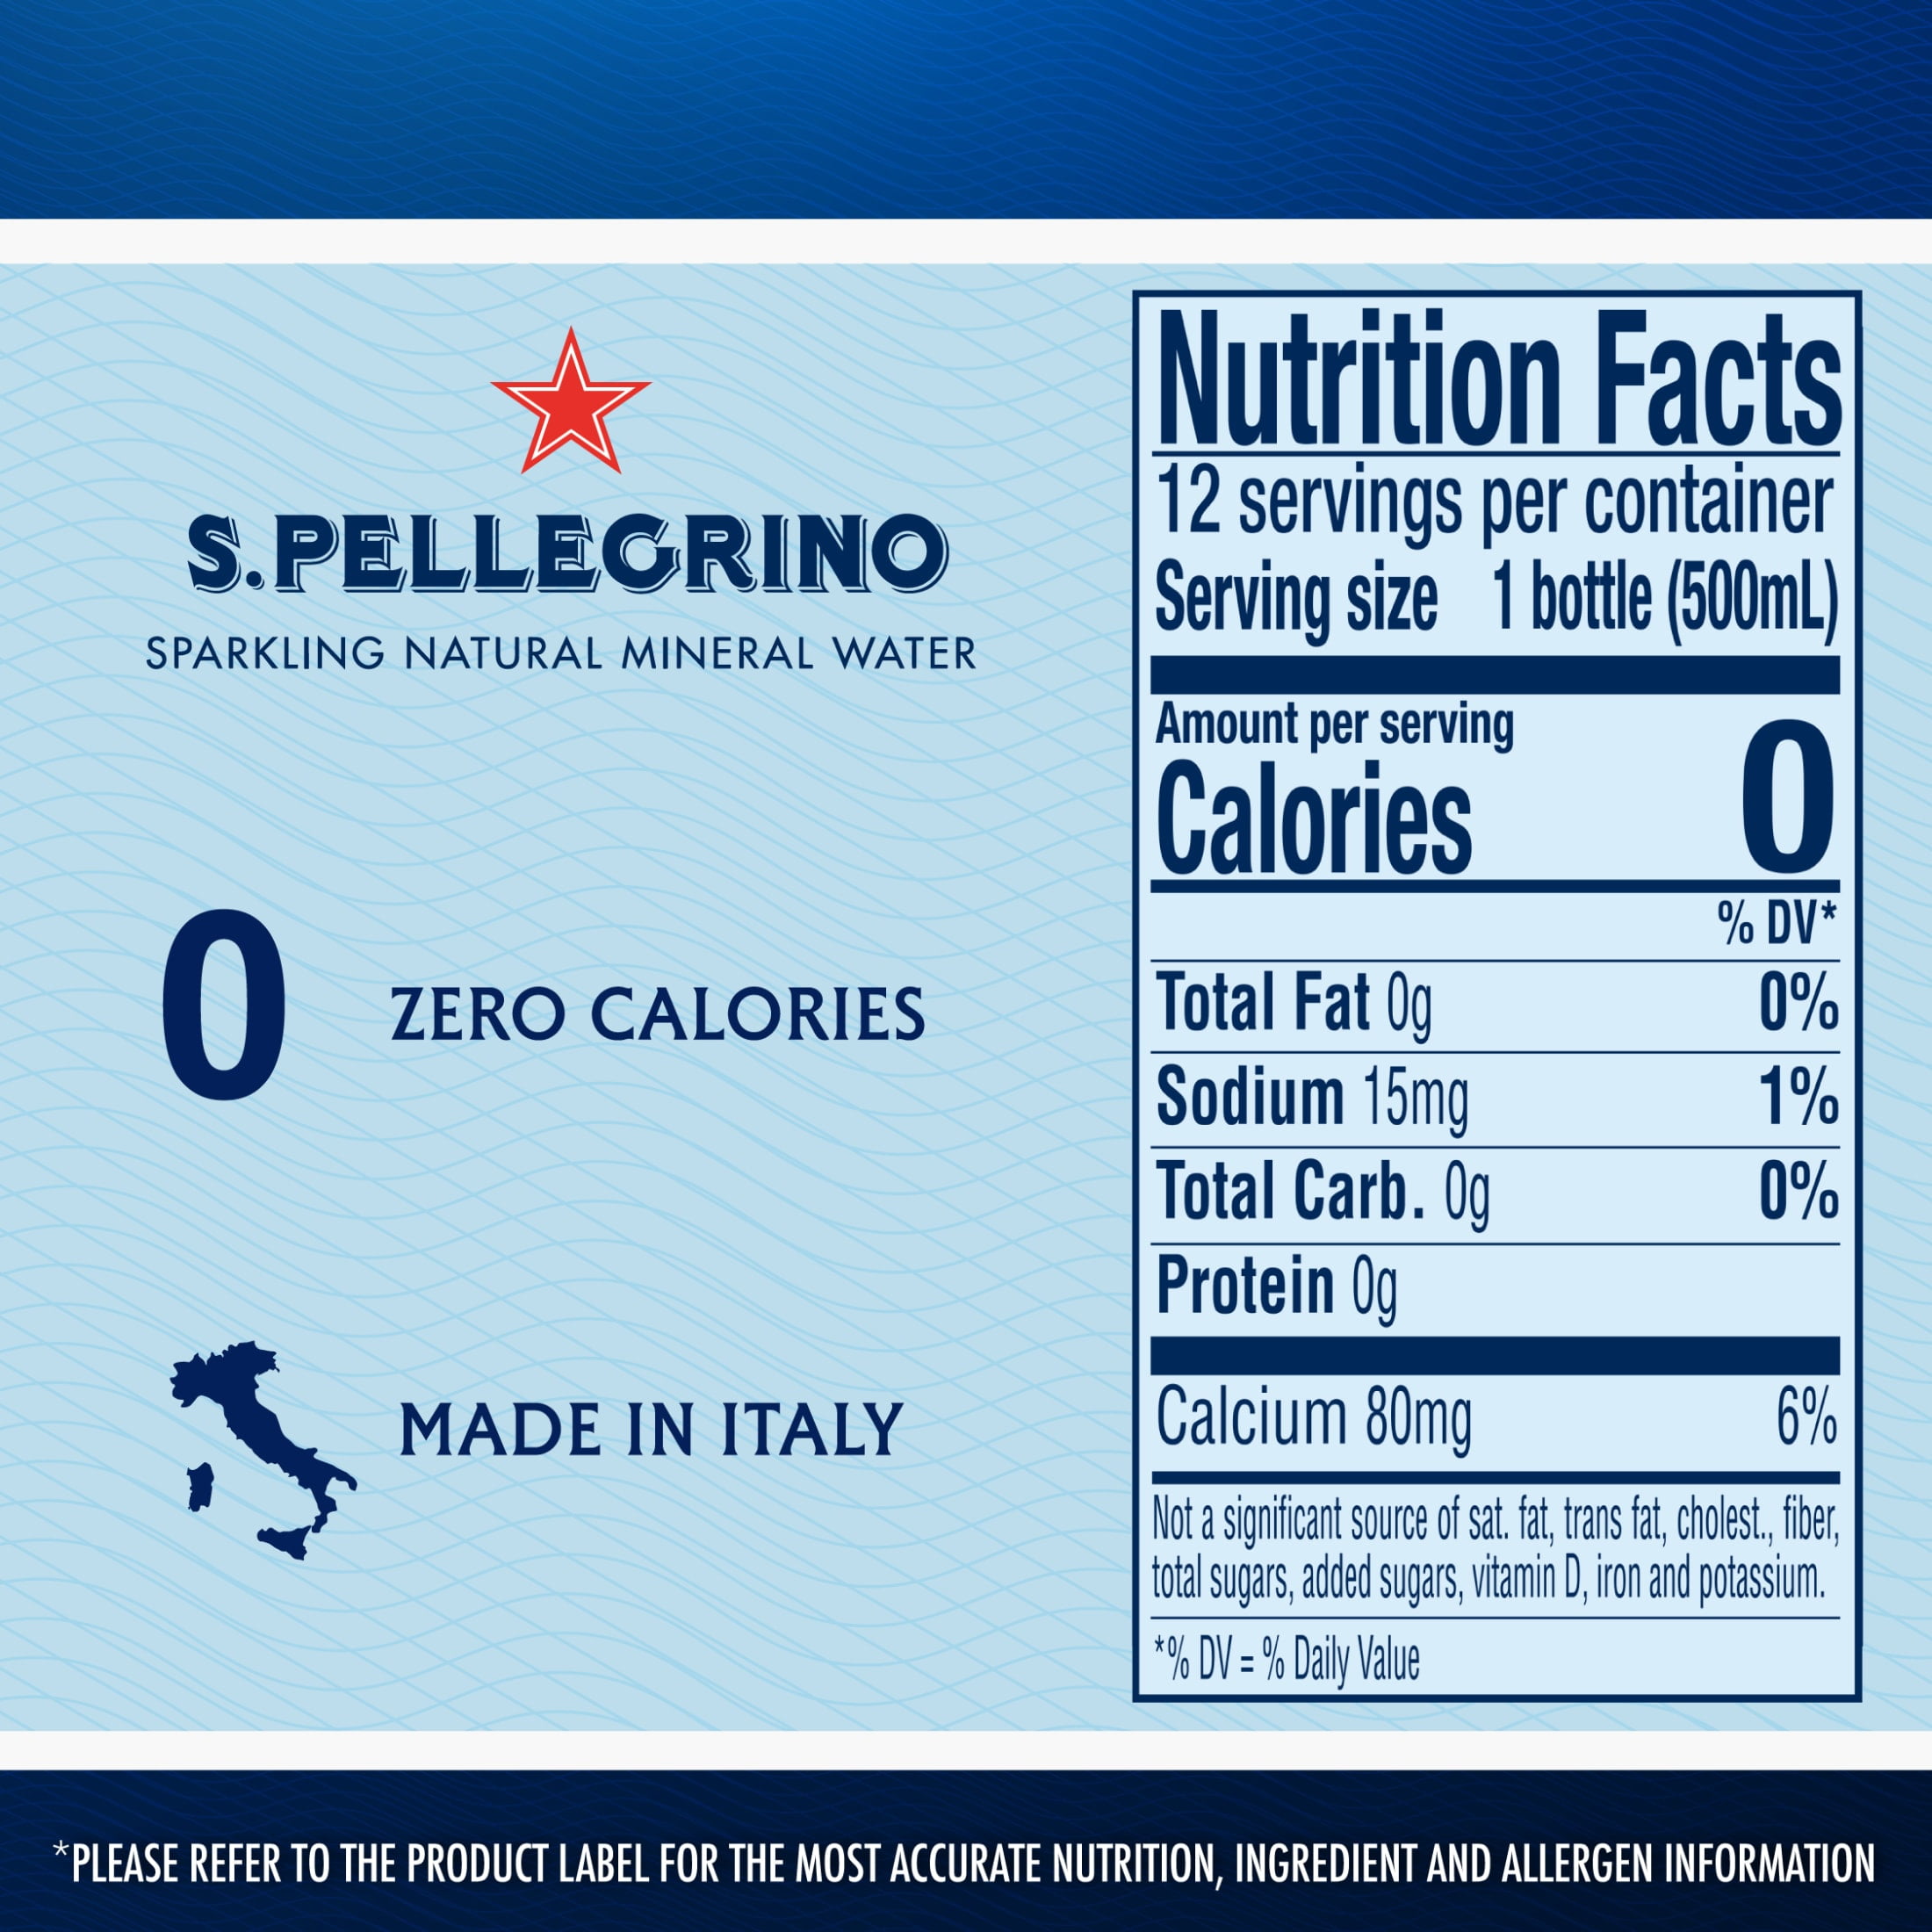 S.PELLEGRINO
SPARKLING NATURAL MINERAL WATER
0 ZERO CALORIES
MADE IN ITALY
Nutrition Facts
12 servings per container
Serving size 1 bottle (500mL)
Amount per serving
Calories 0
% DV*
Total Fat 0g 0%
Sodium 15mg 1%
Total Carb. 0g 0%
Protein 0g
Calcium 80mg 6%
Not a significant source of sat. fat, trans fat, cholest., fiber,
total sugars, added sugars, vitamin D, iron and potassium.
*% DV = % Daily Value
*PLEASE REFER TO THE PRODUCT LABEL FOR THE MOST ACCURATE NUTRITION, INGREDIENT AND ALLERGEN INFORMATION